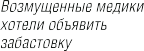 Возмущенные медики
хотели объявить
забастовку